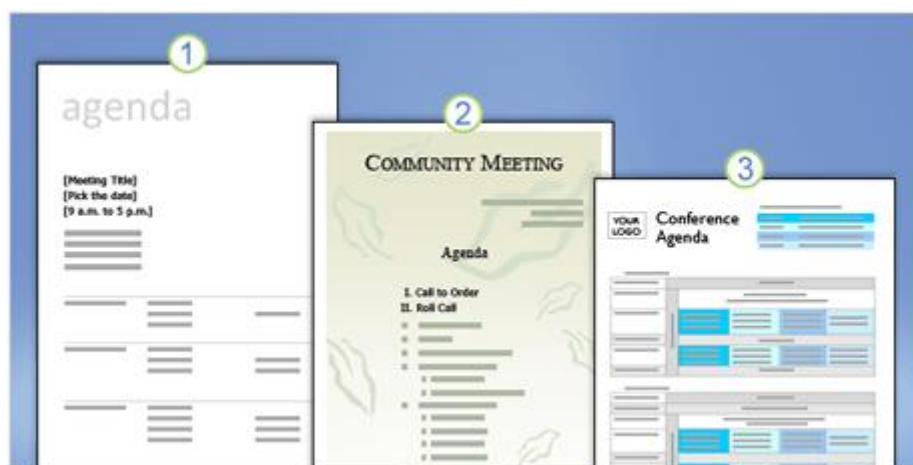 1
agenda
[Meeting Title]
[Pick the date]
[9 a.m. to 5 p.m.]
2
COMMUNITY MEETING
Agenda
I. Call to Order
II. Roll Call
3
YOUR
LOGO
Conference
Agenda